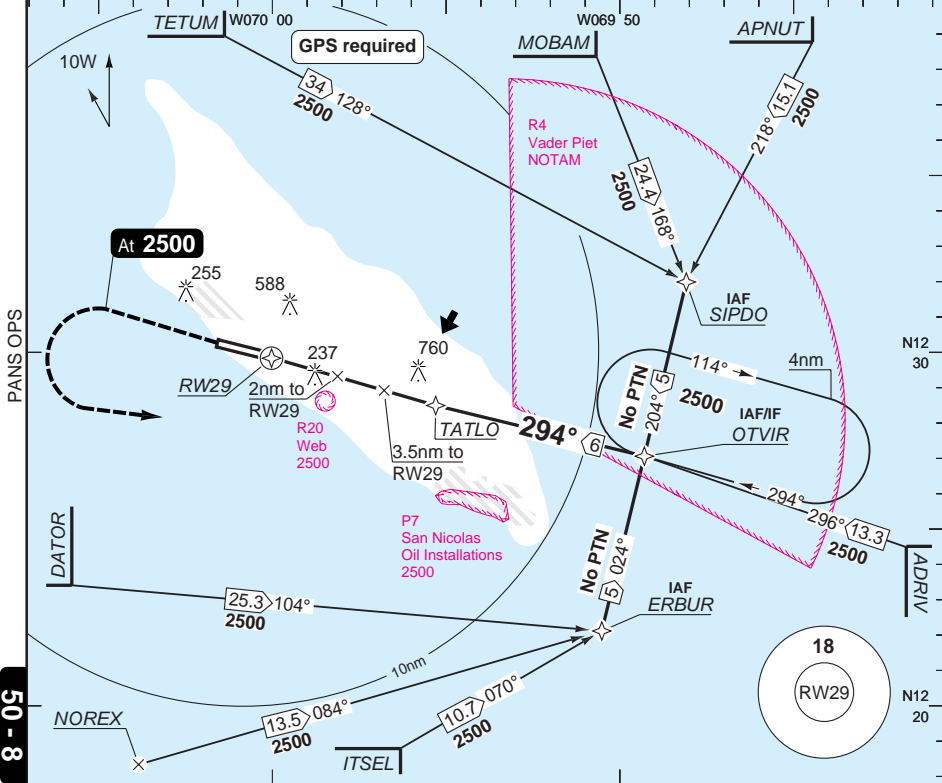 W070 00
W069 50
TETUM
GPS required
MOBAM
APNUT
10W
34 128°
2500
R4
Vader Piet
NOTAM
24.4 168°
2500
218° 15.1
2500
At 2500
255
588
237
760
IAF
SIPDO
PANS OPS
N12
30
RW29
2nm to
RW29
R20
Web
2500
TATLO
3.5nm to
RW29
294° 6
No PTN
204° 5
2500
114°
4nm
IAF/IF
OTVIR
294°
296° 13.3
2500
ADRIV
P7
San Nicolas
Oil Installations
2500
DATOR
25.3 104°
2500
No PTN
5 024°
IAF
ERBUR
10nm
NOREX
13.5 084°
2500
10.7 070°
2500
ITSEL
18
RW29
N12
20
50 - 8